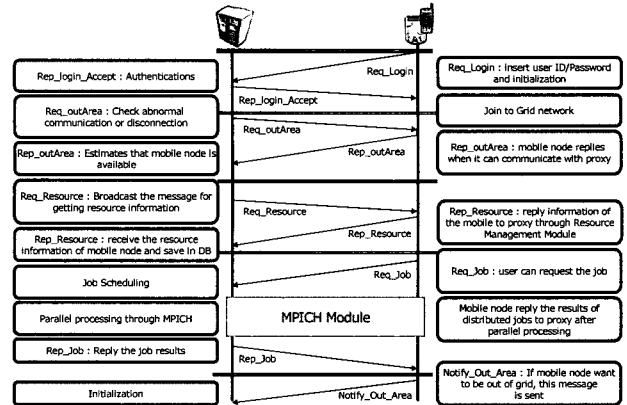 Req_Login
Rep_login_Accept : Authentications
Req_Login : insert user ID/Password
and initialization
Rep_login_Accept
Req_outArea : Check abnormal
communication or disconnection
Join to Grid network
Req_outArea
Rep_outArea
Rep_outArea : Estimates that mobile node is
available
Rep_outArea : mobile node replies
when it can communicate with proxy
Req_Resource : Broadcast the message for
getting resource information
Req_Resource
Rep_Resource
Rep_Resource : reply information of
the mobile to proxy through Resource
Management Module
Rep_Resource : receive the resource
information of mobile node and save in DB
Req_Job
Req_Job : user can request the job
Job Scheduling
Parallel processing through MPICH
MPICH Module
Mobile node reply the results of
distributed jobs to proxy after
parallel processing
Rep_Job : Reply the job results
Rep_Job
Notify_Out_Area : If mobile node want
to be out of grid, this message
is sent
Initialization
Notify_Out_Area